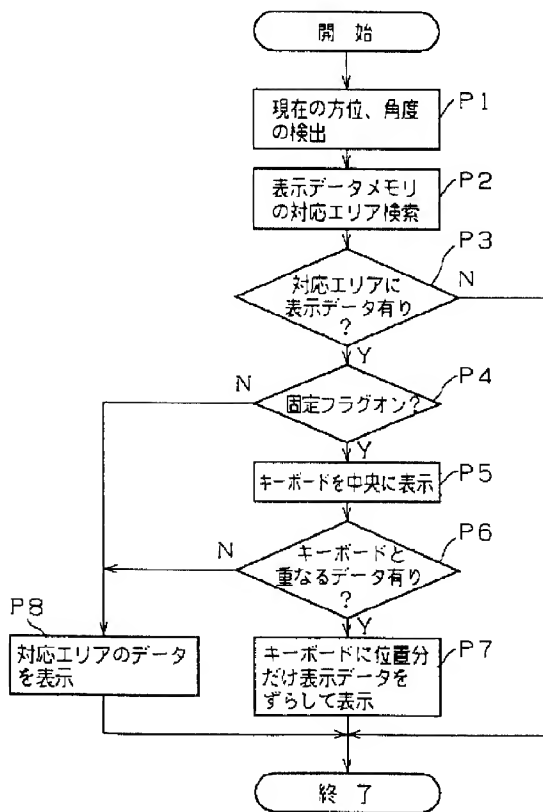 開始
P1
現在の方位、角度
の検出
P2
表示データメモリ
の対応エリア検索
P3
対応エリアに
表示データ有り
?
N
Y
P4
固定フラグオン?
N
Y
P5
キーボードを中央に表示
P6
キーボードと
重なるデータ有り
?
N
Y
P8
対応エリアのデータ
を表示
P7
キーボードに位置分
だけ表示データを
ずらして表示
終了